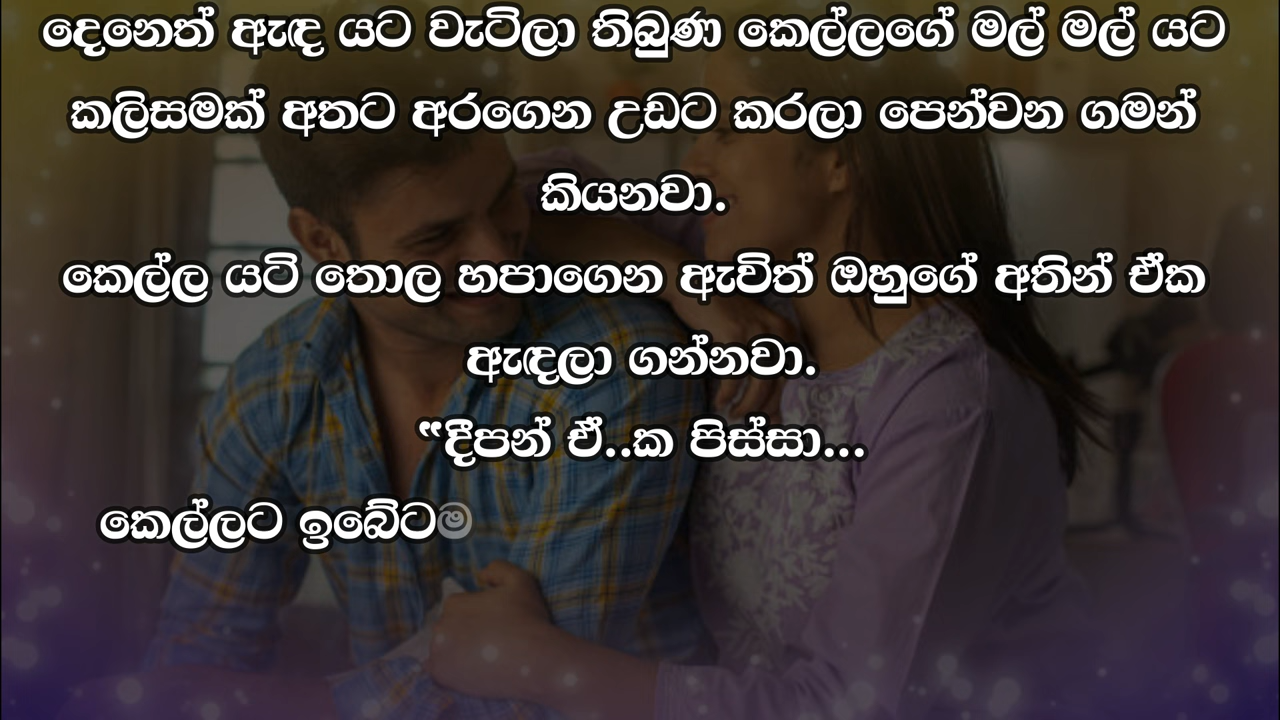 දෙනෙත් ඇඳ යට වැටිලා තිබුණ කෙල්ලගේ මල් මල් යට
කලිසමක් අතට අරගෙන උඩට කරලා පෙන්වන ගමන්
කියනවා.
කෙල්ල යටි තොල හපාගෙන ඇවිත් ඔහුගේ අතින් ඒක
ඇඳලා ගන්නවා.
“දීපන් ඒ..ක පිස්සා...
කෙල්ලට ඉබේටම